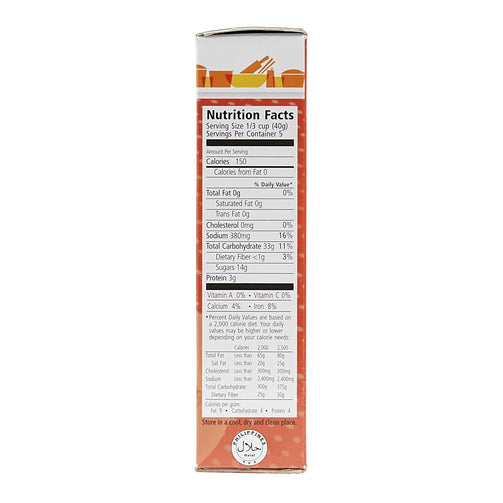 Nutrition Facts
Serving Size 1/3 cup (40g)
Servings Per Container 5
Amount Per Serving
Calories 150
Calories from Fat 0
% Daily Value*
Total Fat 0g 0%
Saturated Fat 0g
Trans Fat 0g
Cholesterol 0mg 0%
Sodium 380mg 16%
Total Carbohydrate 33g 11%
Dietary Fiber <1g 3%
Sugars 14g
Protein 3g
Vitamin A 0% • Vitamin C 0%
Calcium 4% • Iron 8%
*Percent Daily Values are based on
a 2,000 calorie diet. Your daily
values may be higher or lower
depending on your calorie needs:
Calories 2,000 2,500
Total Fat Less than 65g 80g
Sat Fat Less than 20g 25g
Cholesterol Less than 300mg 300mg
Sodium Less than 2,400mg 2,400mg
Total Carbohydrate 300g 375g
Dietary Fiber 25g 30g
Calories per gram:
Fat 9 • Carbohydrate 4 • Protein 4
Store in a cool, dry and clean place.
PHILIPPINES
حلال
Halal